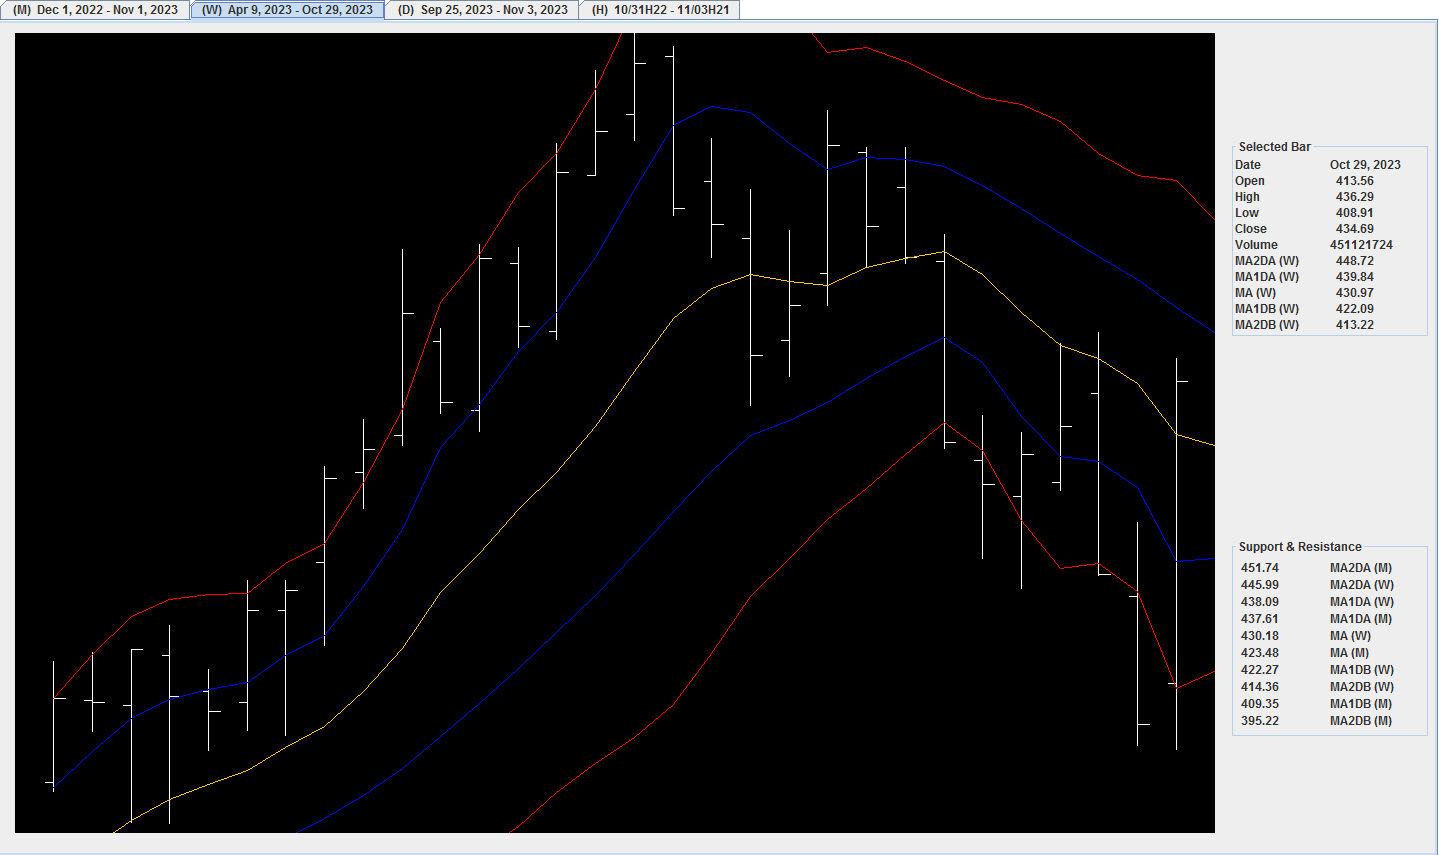 (M) Dec 1, 2022 - Nov 1, 2023 (W) Apr 9, 2023 - Oct 29, 2023 (D) Sep 25, 2023 - Nov 3, 2023 (H) 10/31H22 - 11/03H21
Selected Bar
Date Oct 29, 2023
Open 413.56
High 436.29
Low 408.91
Close 434.69
Volume 451121724
MA2DA (W) 448.72
MA1DA (W) 439.84
MA (W) 430.97
MA1DB (W) 422.09
MA2DB (W) 413.22
Support & Resistance
451.74 MA2DA (M)
445.99 MA2DA (W)
438.09 MA1DA (W)
437.61 MA1DA (M)
430.18 MA (W)
423.48 MA (M)
422.27 MA1DB (W)
414.36 MA2DB (W)
409.35 MA1DB (M)
395.22 MA2DB (M)